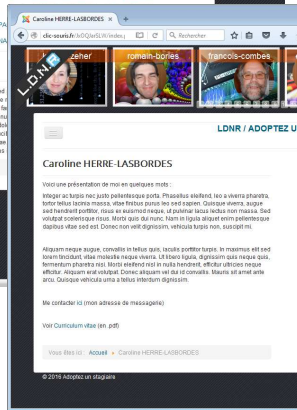 Caroline HERRE-LASBORDES
clic-souris.fr/eDQJarSLW/index.
Rechercher
zeher
romain-bories
francois-combes
L.D.N.R
LDNR / ADOPTEZ U
Caroline HERRE-LASBORDES
Voici une présentation de moi en quelques mots :
Integer ac turpis nec justo pellentesque porta. Phasellus eleifend, leo a viverra pharetra,
tortor tellus lacinia massa, vitae finibus purus leo sed sapien. Quisque viverra, augue
sed hendrerit porttitor, risus ex euismod neque, ut pulvinar lacus lectus non massa. Sed
volutpat scelerisque risus. Morbi quis dui nunc. Nam in ligula aliquet enim pellentesque
dapibus vitae sed est. Donec non velit dignissim, vehicula turpis non, suscipit mi.
Aliquam neque augue, convallis in tellus quis, iaculis porttitor turpis. In maximus elit sed
lorem tincidunt, vitae molestie neque viverra. Ut libero ligula, dignissim quis neque quis,
fermentum pharetra nisi. Morbi eleifend nisl in nulla hendrerit, efficitur ultricies neque
efficitur. Aliquam erat volutpat. Donec aliquam vel dui id convallis. Mauris sit amet ante
arcu. Quisque vehicula urna a tellus interdum dignissim.
Me contacter ici (mon adresse de messagerie)
Voir Curriculum vitae (en .pdf)
Vous êtes ici : Accueil Caroline HERRE-LASBORDES
© 2016 Adoptez un stagiaire